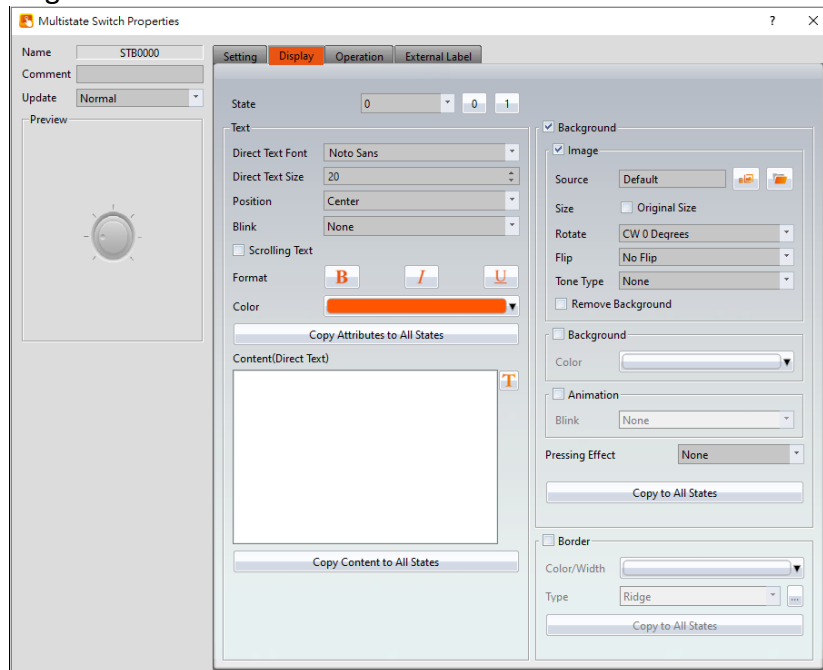 Multistate Switch Properties ? ×
Name STB0000
Comment
Update Normal
Preview
Setting Display Operation External Label
State 0 0 1
Text
Direct Text Font Noto Sans
Direct Text Size 20
Position Center
Blink None
Scrolling Text
Format B I U
Color
Copy Attributes to All States
Content(Direct Text)
T
Copy Content to All States
Background
Image
Source Default
Size Original Size
Rotate CW 0 Degrees
Flip No Flip
Tone Type None
Remove Background
Background
Color
Animation
Blink None
Pressing Effect None
Copy to All States
Border
Color/Width
Type Ridge ...
Copy to All States